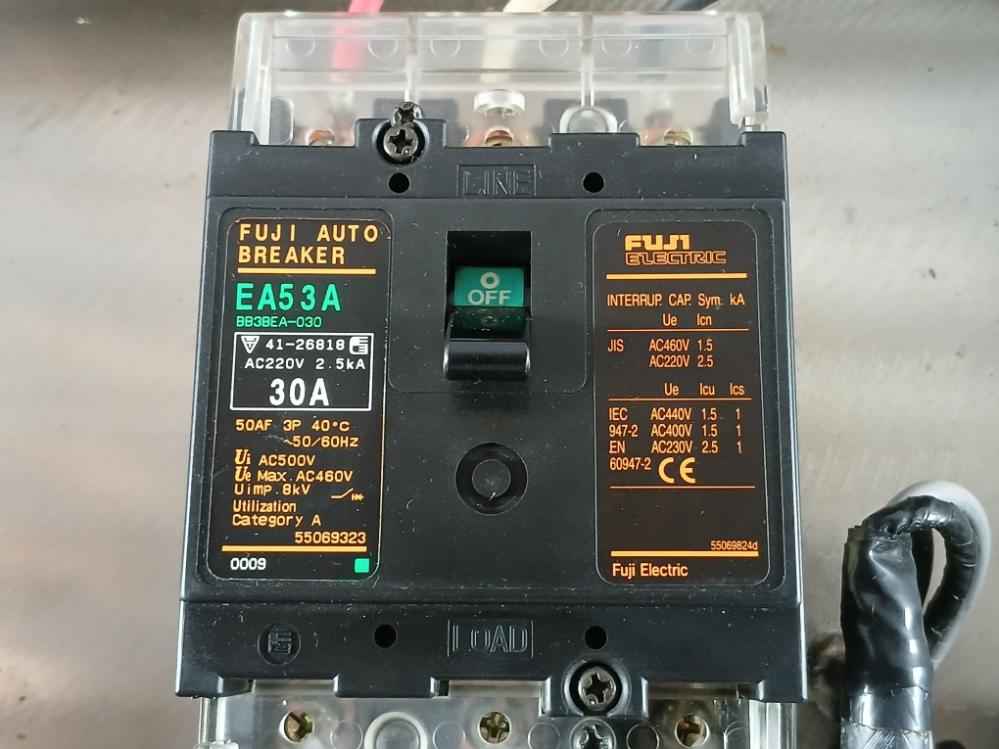 LINE
FUJI AUTO
BREAKER
EA53A
BB3BEA-030
41-26818
AC220V 2.5kA
30A
50AF 3P 40°C
~50/60Hz
Ui AC500V
Ue Max. AC460V
Uimp. 8kV
Utilization
Category A
55069323
0009
OFF
FUJI
ELECTRIC
INTERRUP. CAP. Sym. kA
Ue Icn
JIS AC460V 1.5
AC220V 2.5
Ue Icu Ics
IEC AC440V 1.5 1
947-2 AC400V 1.5 1
EN AC230V 2.5 1
60947-2 CE
55069824d
Fuji Electric
LOAD